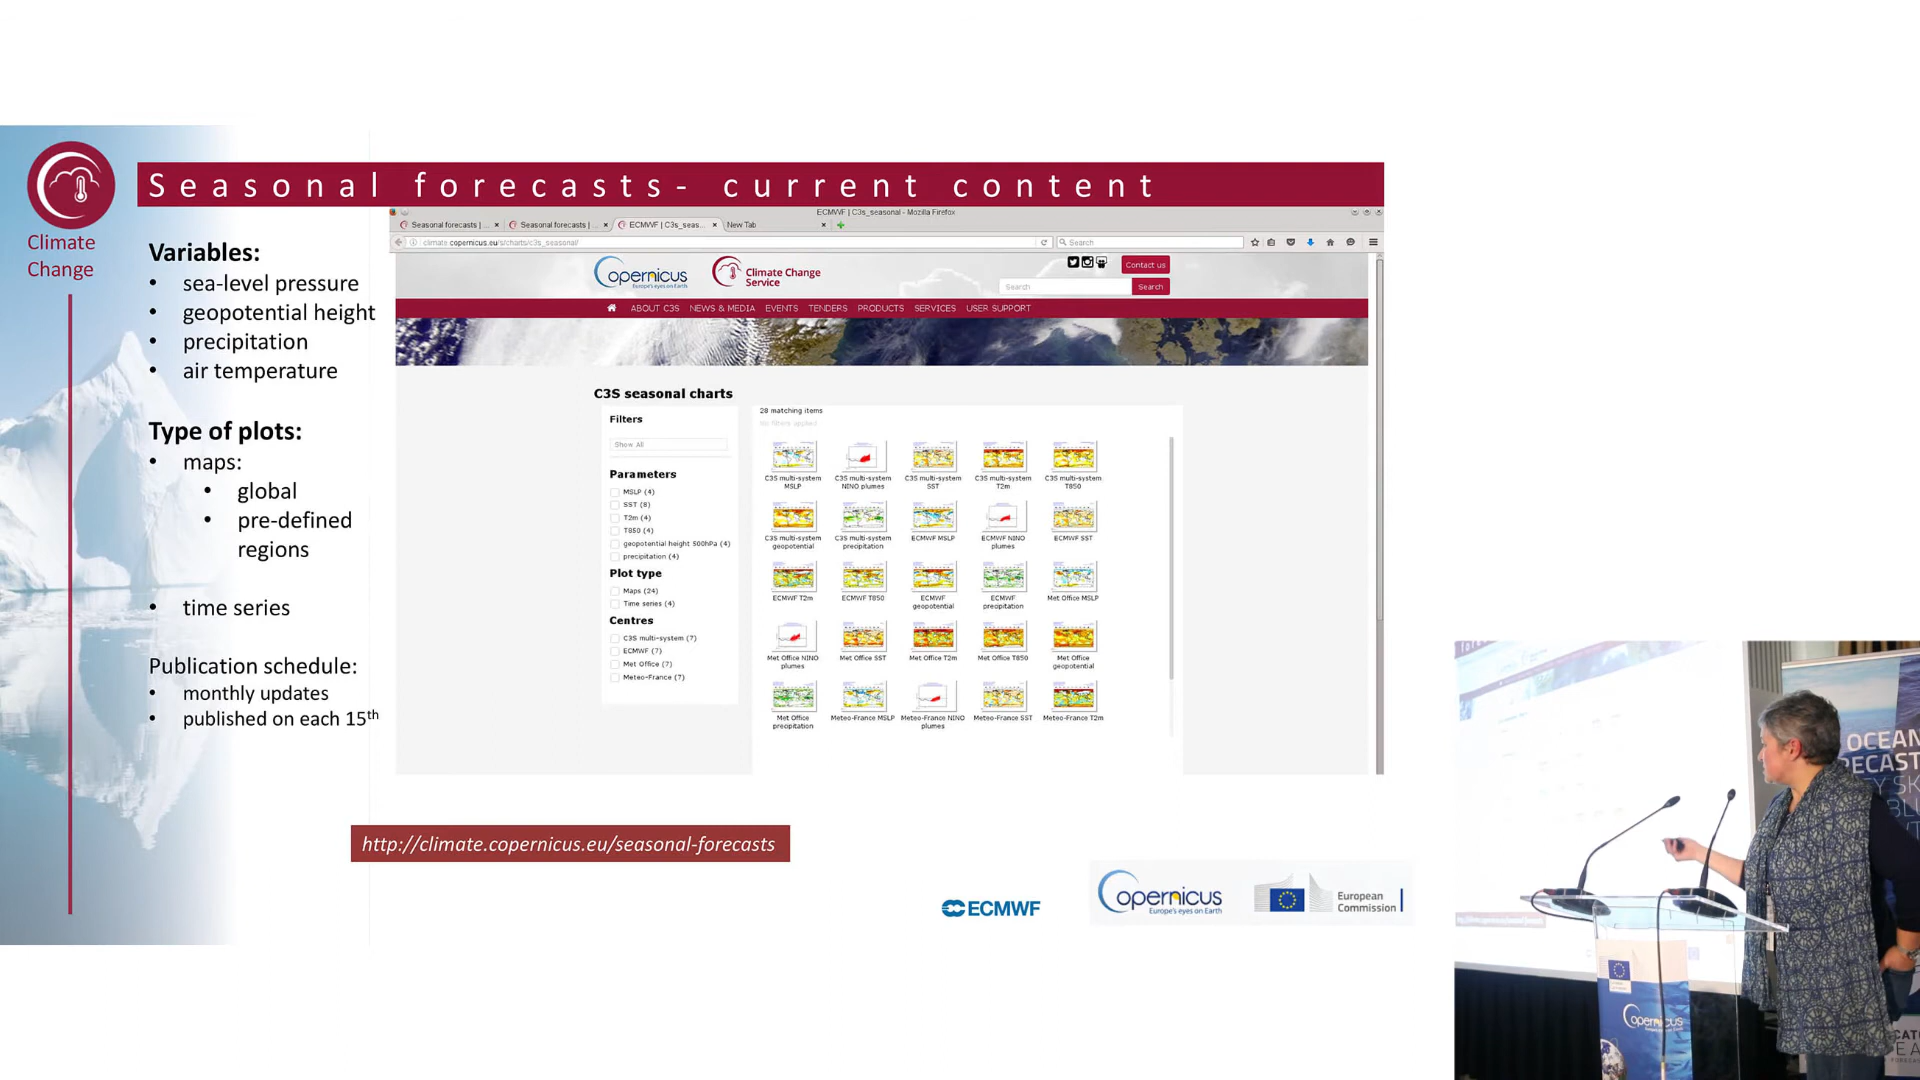 Climate
Change
Seasonal forecasts- current content
Variables:
• sea-level pressure
• geopotential height
• precipitation
• air temperature
Type of plots:
• maps:
• global
• pre-defined
regions
• time series
Publication schedule:
• monthly updates
• published on each 15th
ECMWF | C3s_seasonal - Mozilla Firefox
Seasonal forecasts | ...
Seasonal forecasts | ...
ECMWF | C3s_seas...
New Tab
climate.copernicus.eu/s/charts/c3s_seasonal/
Search
Copernicus
Europe's eyes on Earth
Climate Change
Service
Contact us
Search
Search
ABOUT C3S NEWS & MEDIA EVENTS TENDERS PRODUCTS SERVICES USER SUPPORT
C3S seasonal charts
Filters
Show All
Parameters
MSLP (4)
SST (8)
T2m (4)
T850 (4)
geopotential height 500hPa (4)
precipitation (4)
Plot type
Maps (24)
Time series (4)
Centres
C3S multi-system (7)
ECMWF (7)
Met Office (7)
Meteo-France (7)
28 matching items
No filters applied
C3S multi-system MSLP
C3S multi-system NINO plumes
C3S multi-system SST
C3S multi-system T2m
C3S multi-system T850
C3S multi-system geopotential
C3S multi-system precipitation
ECMWF MSLP
ECMWF NINO plumes
ECMWF SST
ECMWF T2m
ECMWF T850
ECMWF geopotential
ECMWF precipitation
Met Office MSLP
Met Office NINO plumes
Met Office SST
Met Office T2m
Met Office T850
Met Office geopotential
Met Office precipitation
Meteo-France MSLP
Meteo-France NINO plumes
Meteo-France SST
Meteo-France T2m
http://climate.copernicus.eu/seasonal-forecasts
ECMWF
Copernicus
Europe's eyes on Earth
European
Commission
OCEAN
ECAST
Copernicus